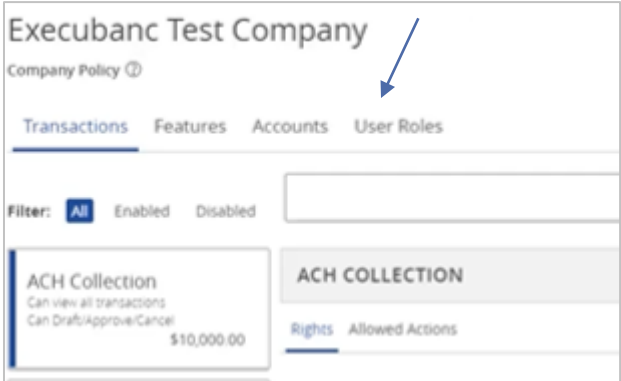 Execubanc Test Company
Company Policy ?
Transactions Features Accounts User Roles
Filter: All Enabled Disabled
ACH Collection
Can view all transactions
Can Draft/Approve/Cancel
$10,000.00
ACH COLLECTION
Rights Allowed Actions